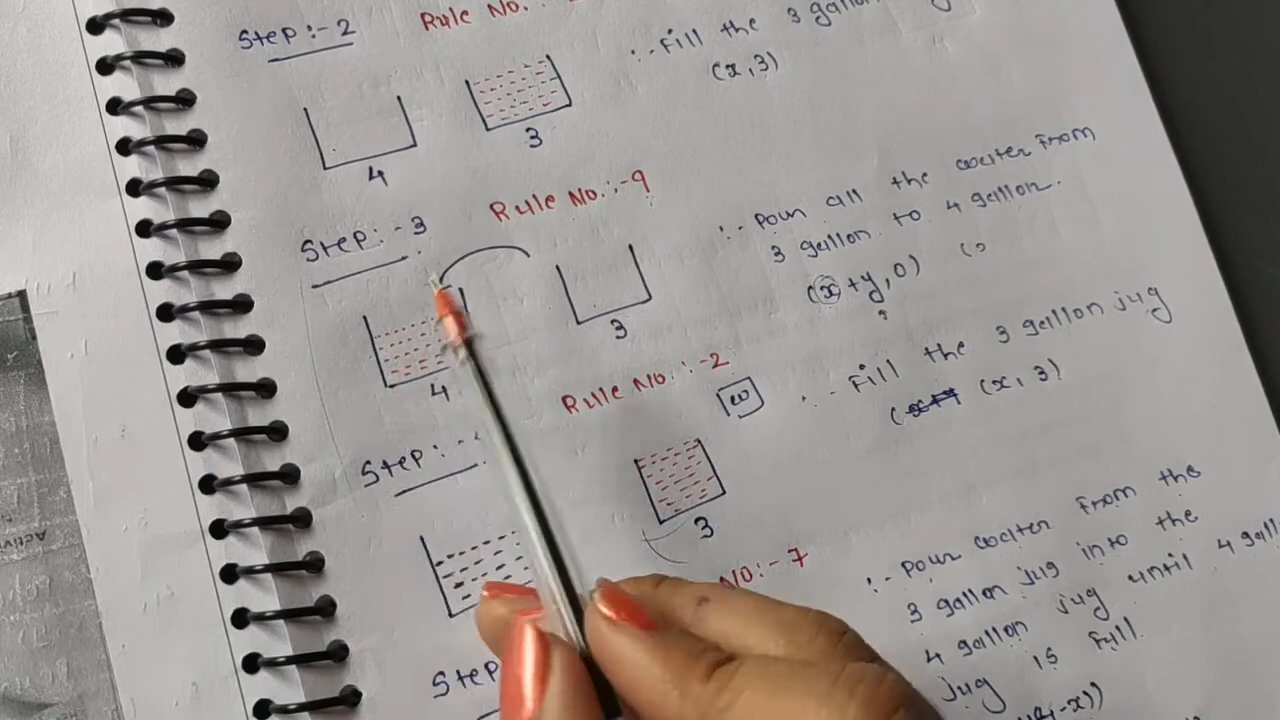 Step:-2
Rule No.:-
:- Fill the 3 gallon
(x,3)
4
3
Step:-3
Rule No.:-9
:- Pour all the water from
3 gallon to 4 gallon.
(x+y,0)
4
3
Step:-
Rule No.:-2
:- Fill the 3 gallon jug
(x,3)
3
Step
No:-7
:- Pour water from the
3 gallon jug into the
4 gallon jug until 4 gall
jug is fill.
-x))
Activi